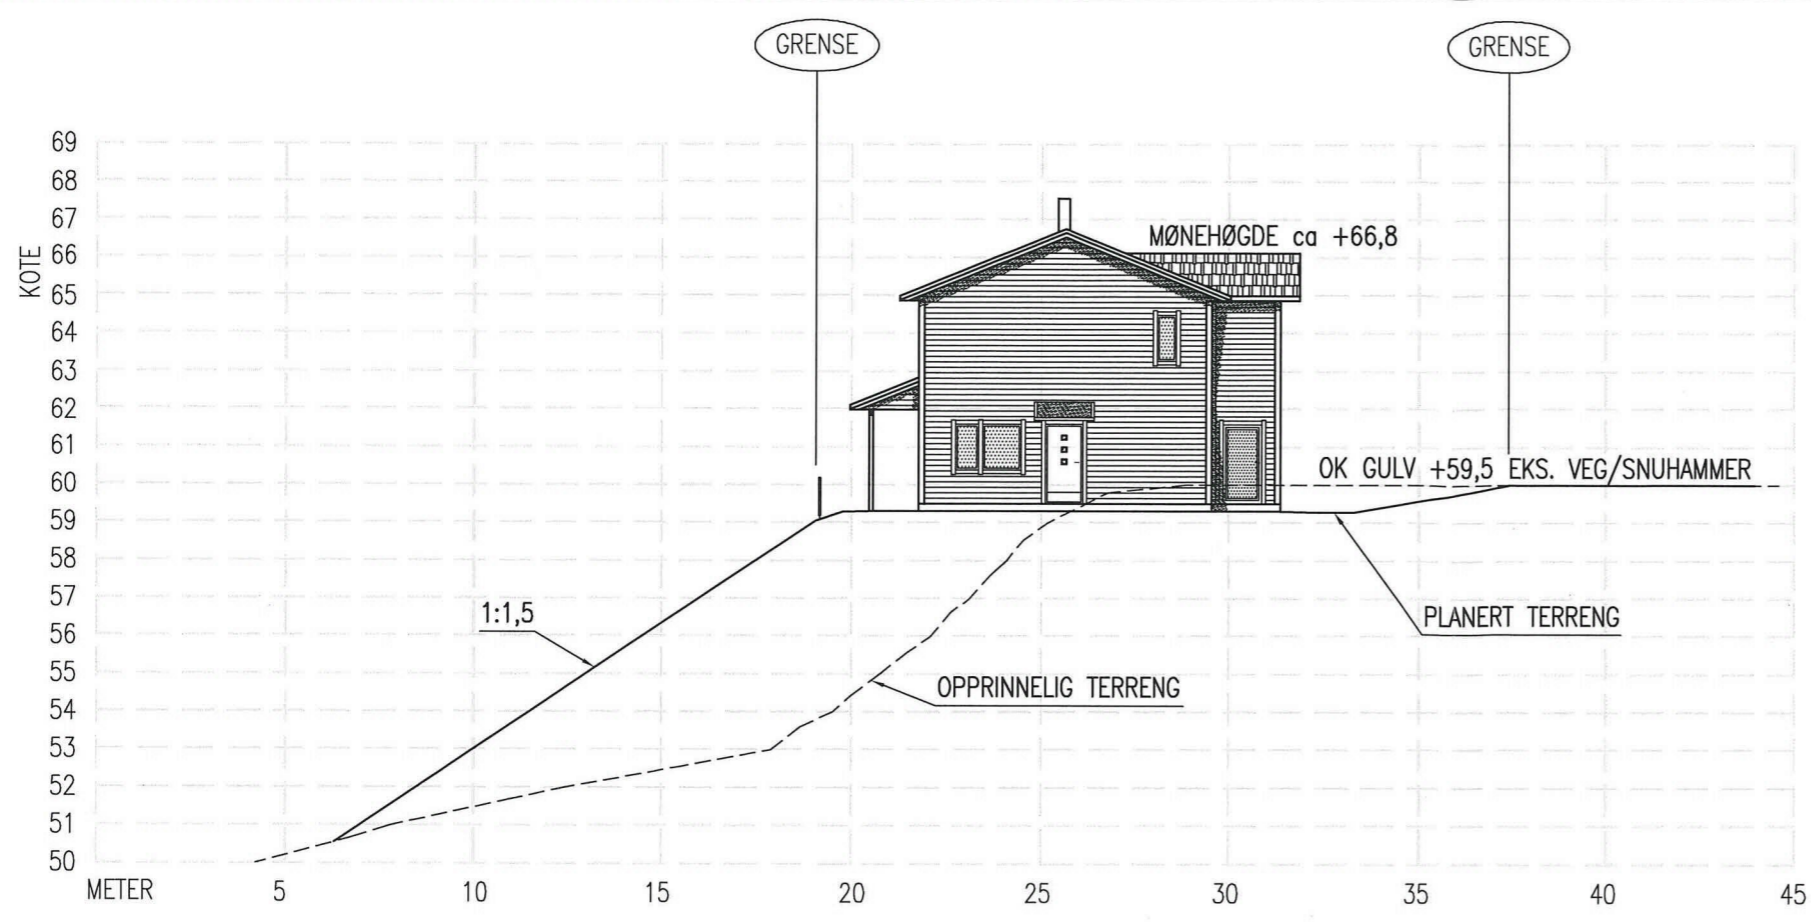 GRENSE
GRENSE
69
68
67
66
65
64
63
62
61
60
59
58
57
56
55
54
53
52
51
50
KOTE
MØNEHØGDE ca +66,8
OK GULV +59,5 EKS. VEG/SNUHAMMER
1:1,5
PLANERT TERRENG
OPPRINNELIG TERRENG
METER 5 10 15 20 25 30 35 40 45